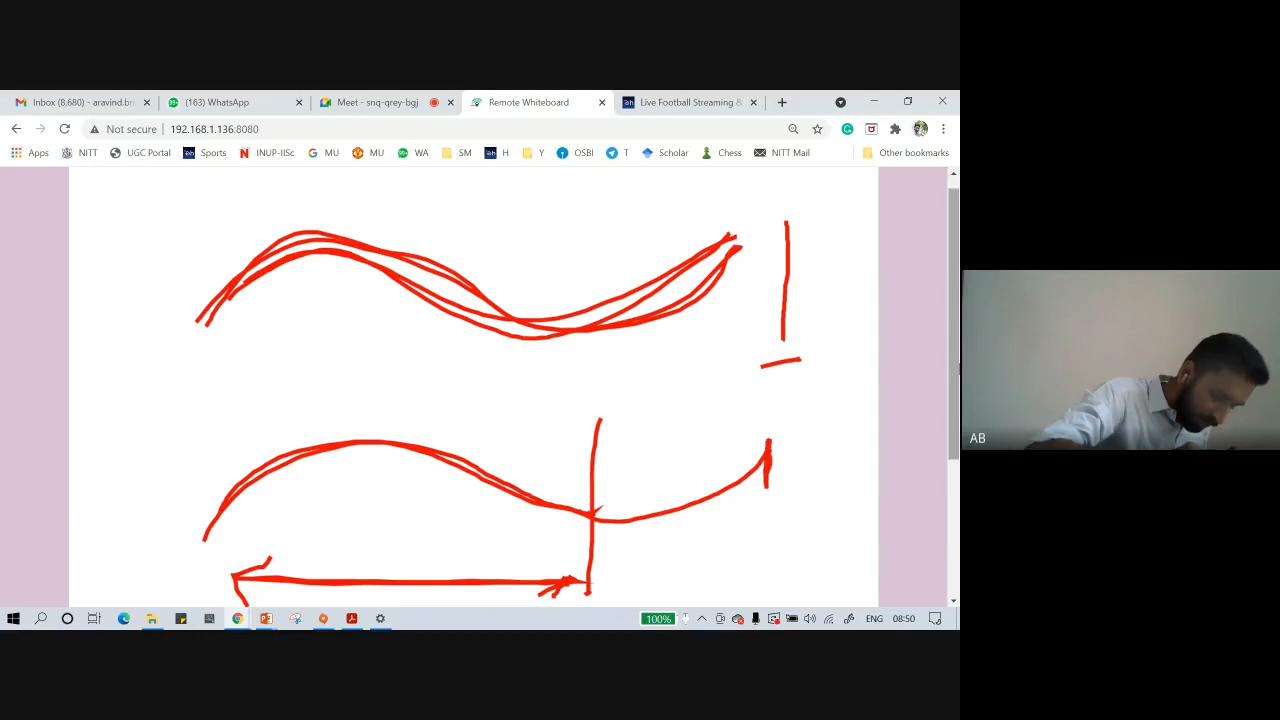 Inbox (8,680) - aravind.bri
(163) WhatsApp
Meet - snq-qrey-bgj
Remote Whiteboard
Live Football Streaming &
Not secure
192.168.1.136:8080
Apps
NITT
UGC Portal
Sports
INUP-IISc
MU
MU
WA
SM
H
Y
OSBI
T
Scholar
Chess
NITT Mail
Other bookmarks
AB
100%
ENG
08:50